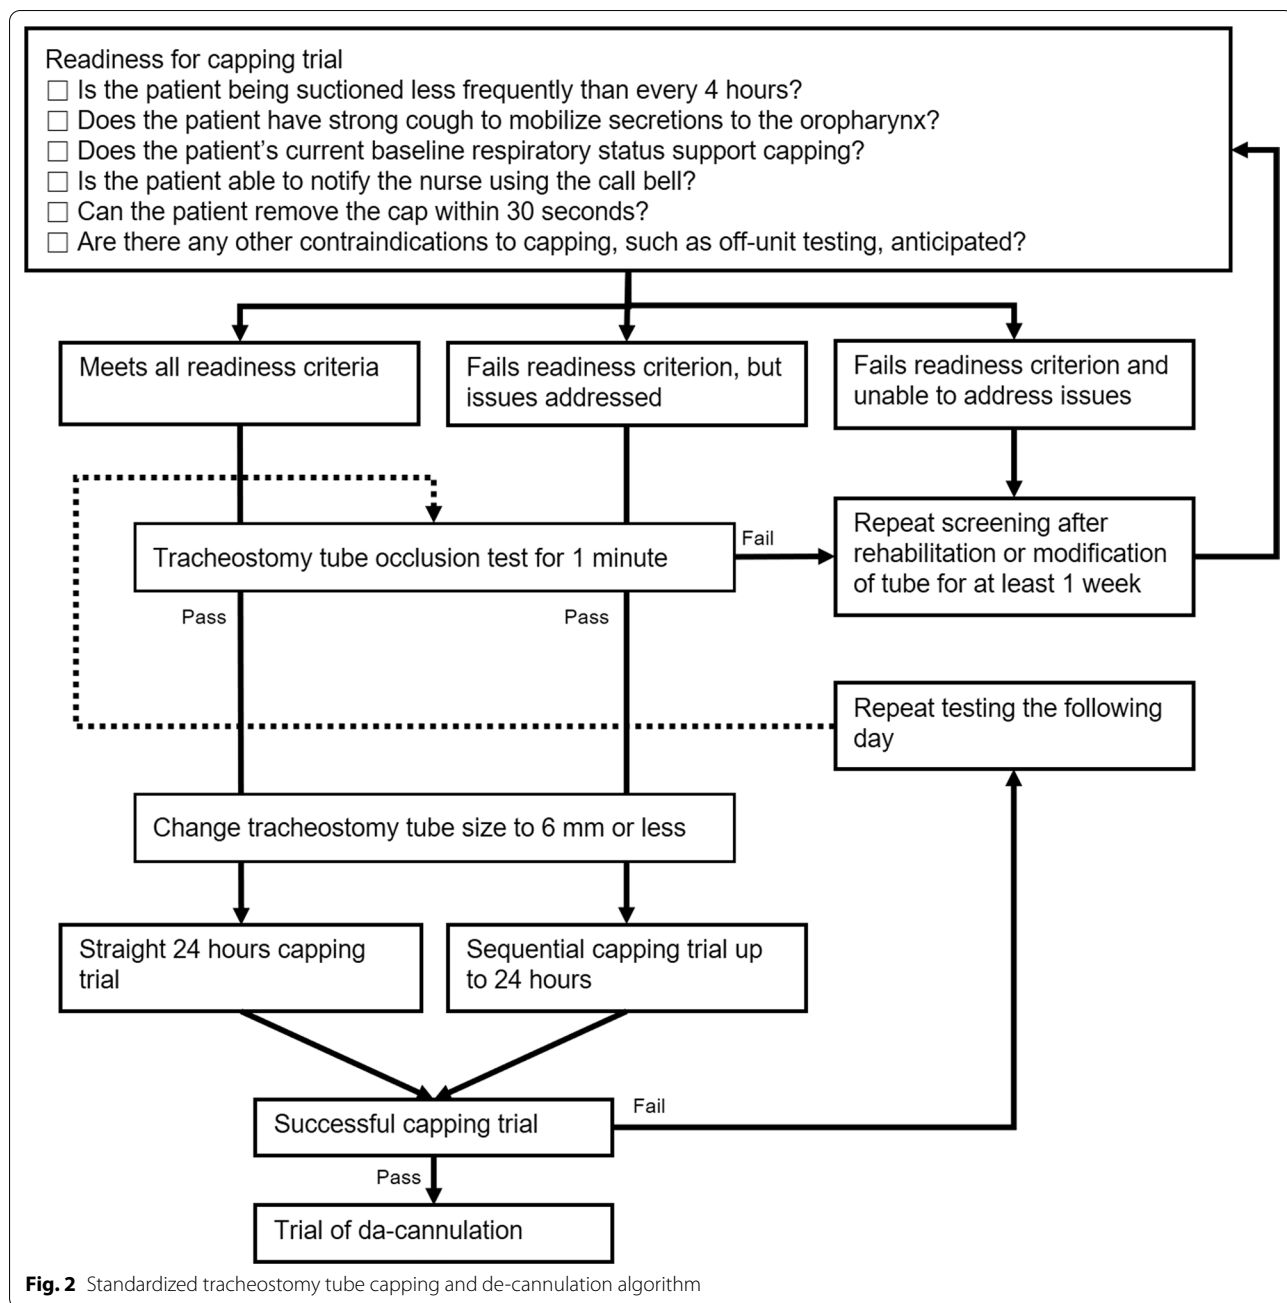 Readiness for capping trial
☐ Is the patient being suctioned less frequently than every 4 hours?
☐ Does the patient have strong cough to mobilize secretions to the oropharynx?
☐ Does the patient’s current baseline respiratory status support capping?
☐ Is the patient able to notify the nurse using the call bell?
☐ Can the patient remove the cap within 30 seconds?
☐ Are there any other contraindications to capping, such as off-unit testing, anticipated?
Meets all readiness criteria
Fails readiness criterion, but
issues addressed
Fails readiness criterion and
unable to address issues
Tracheostomy tube occlusion test for 1 minute
Fail
Repeat screening after
rehabilitation or modification
of tube for at least 1 week
Pass
Pass
Repeat testing the following
day
Change tracheostomy tube size to 6 mm or less
Straight 24 hours capping
trial
Sequential capping trial up
to 24 hours
Successful capping trial
Fail
Pass
Trial of da-cannulation
Fig. 2 Standardized tracheostomy tube capping and de-cannulation algorithm